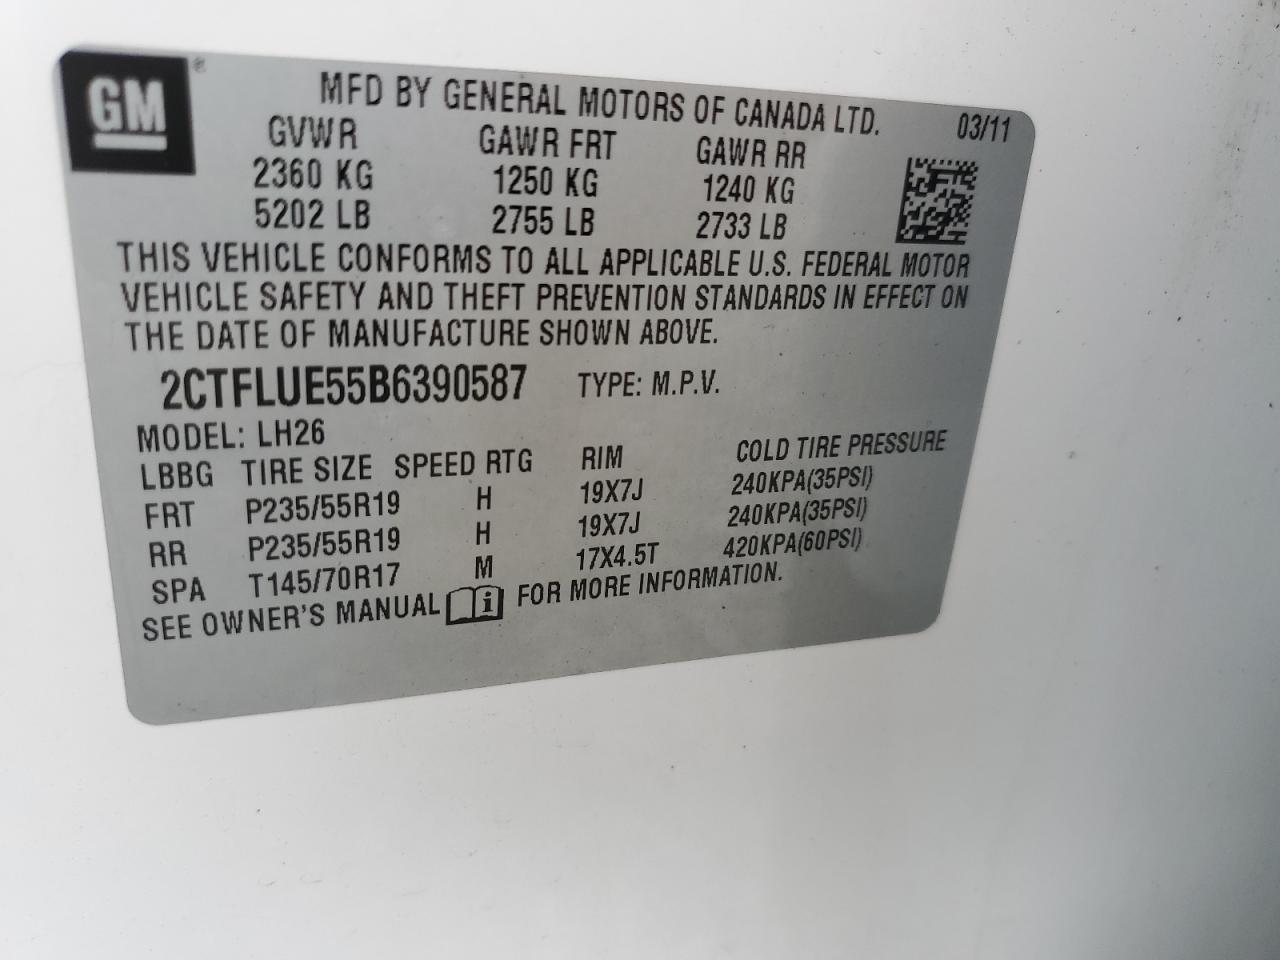 GM ®
MFD BY GENERAL MOTORS OF CANADA LTD. 03/11
GVWR GAWR FRT GAWR RR
2360 KG 1250 KG 1240 KG
5202 LB 2755 LB 2733 LB
THIS VEHICLE CONFORMS TO ALL APPLICABLE U.S. FEDERAL MOTOR
VEHICLE SAFETY AND THEFT PREVENTION STANDARDS IN EFFECT ON
THE DATE OF MANUFACTURE SHOWN ABOVE.
2CTFLUE55B6390587 TYPE: M.P.V.
MODEL: LH26
LBBG TIRE SIZE SPEED RTG RIM COLD TIRE PRESSURE
FRT P235/55R19 H 19X7J 240KPA(35PSI)
RR P235/55R19 H 19X7J 240KPA(35PSI)
SPA T145/70R17 M 17X4.5T 420KPA(60PSI)
SEE OWNER'S MANUAL i FOR MORE INFORMATION.